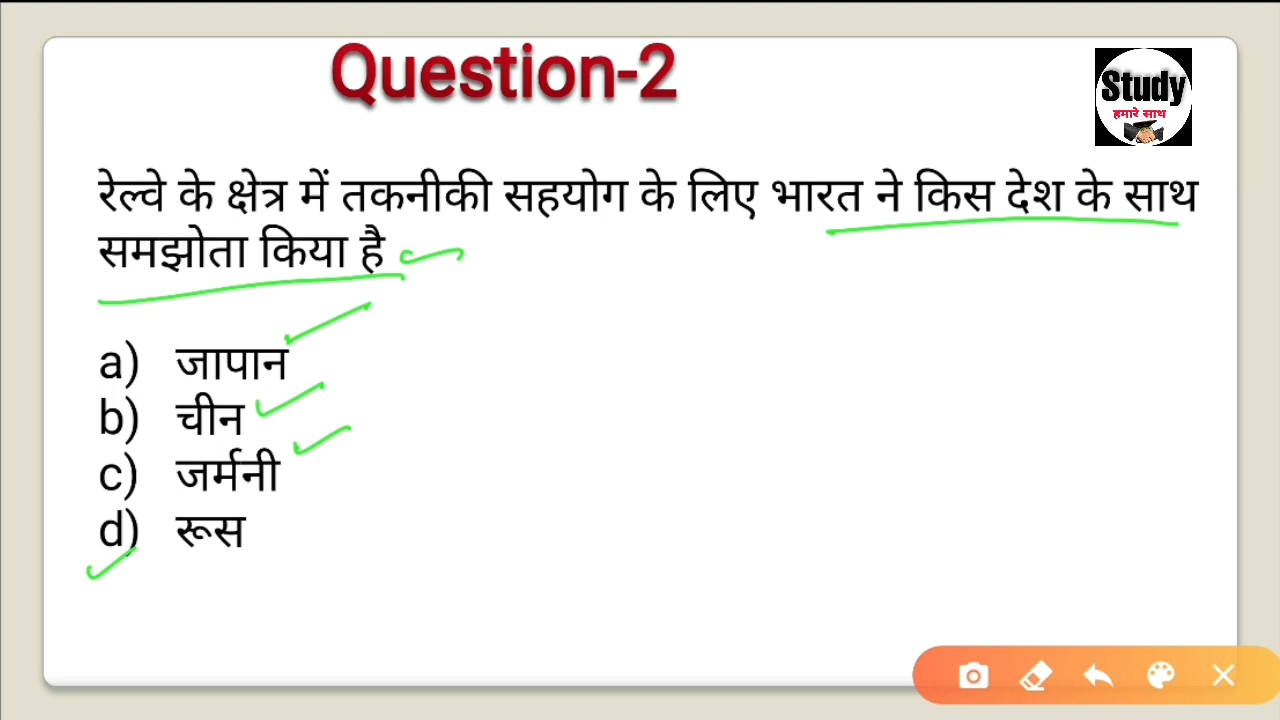 Question-2
Study
हमारे साथ
रेल्वे के क्षेत्र में तकनीकी सहयोग के लिए भारत ने किस देश के साथ
समझोता किया है
a) जापान
b) चीन
c) जर्मनी
d) रूस